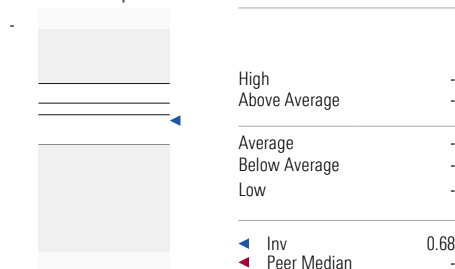 -
High -
Above Average -
Average -
Below Average -
Low -
Inv 0.68
Peer Median -